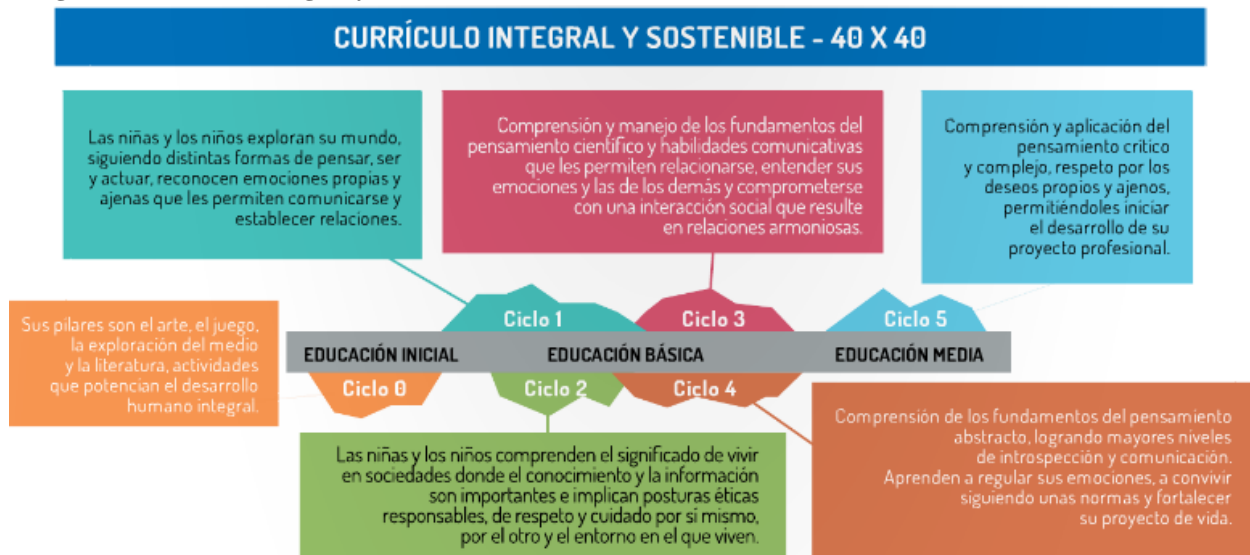 CURRÍCULO INTEGRAL Y SOSTENIBLE - 40 X 40
Las niñas y los niños exploran su mundo,
siguiendo distintas formas de pensar, ser
y actuar, reconocen emociones propias y
ajenas que les permiten comunicarse y
establecer relaciones.
Comprensión y manejo de los fundamentos del
pensamiento científico y habilidades comunicativas
que les permiten relacionarse, entender sus
emociones y las de los demás y comprometerse
con una interacción social que resulte
en relaciones armoniosas.
Comprensión y aplicación del
pensamiento crítico
y complejo, respeto por los
deseos propios y ajenos,
permitiéndoles iniciar
el desarrollo de su
proyecto profesional.
Sus pilares son el arte, el juego,
la exploración del medio
y la literatura, actividades
que potencian el desarrollo
humano integral.
Ciclo 1
Ciclo 3
Ciclo 5
EDUCACIÓN INICIAL
EDUCACIÓN BÁSICA
EDUCACIÓN MEDIA
Ciclo 0
Ciclo 2
Ciclo 4
Las niñas y los niños comprenden el significado de vivir
en sociedades donde el conocimiento y la información
son importantes e implican posturas éticas
responsables, de respeto y cuidado por sí mismo,
por el otro y el entorno en el que viven.
Comprensión de los fundamentos del pensamiento
abstracto, logrando mayores niveles
de introspección y comunicación.
Aprenden a regular sus emociones, a convivir
siguiendo unas normas y fortalecer
su proyecto de vida.